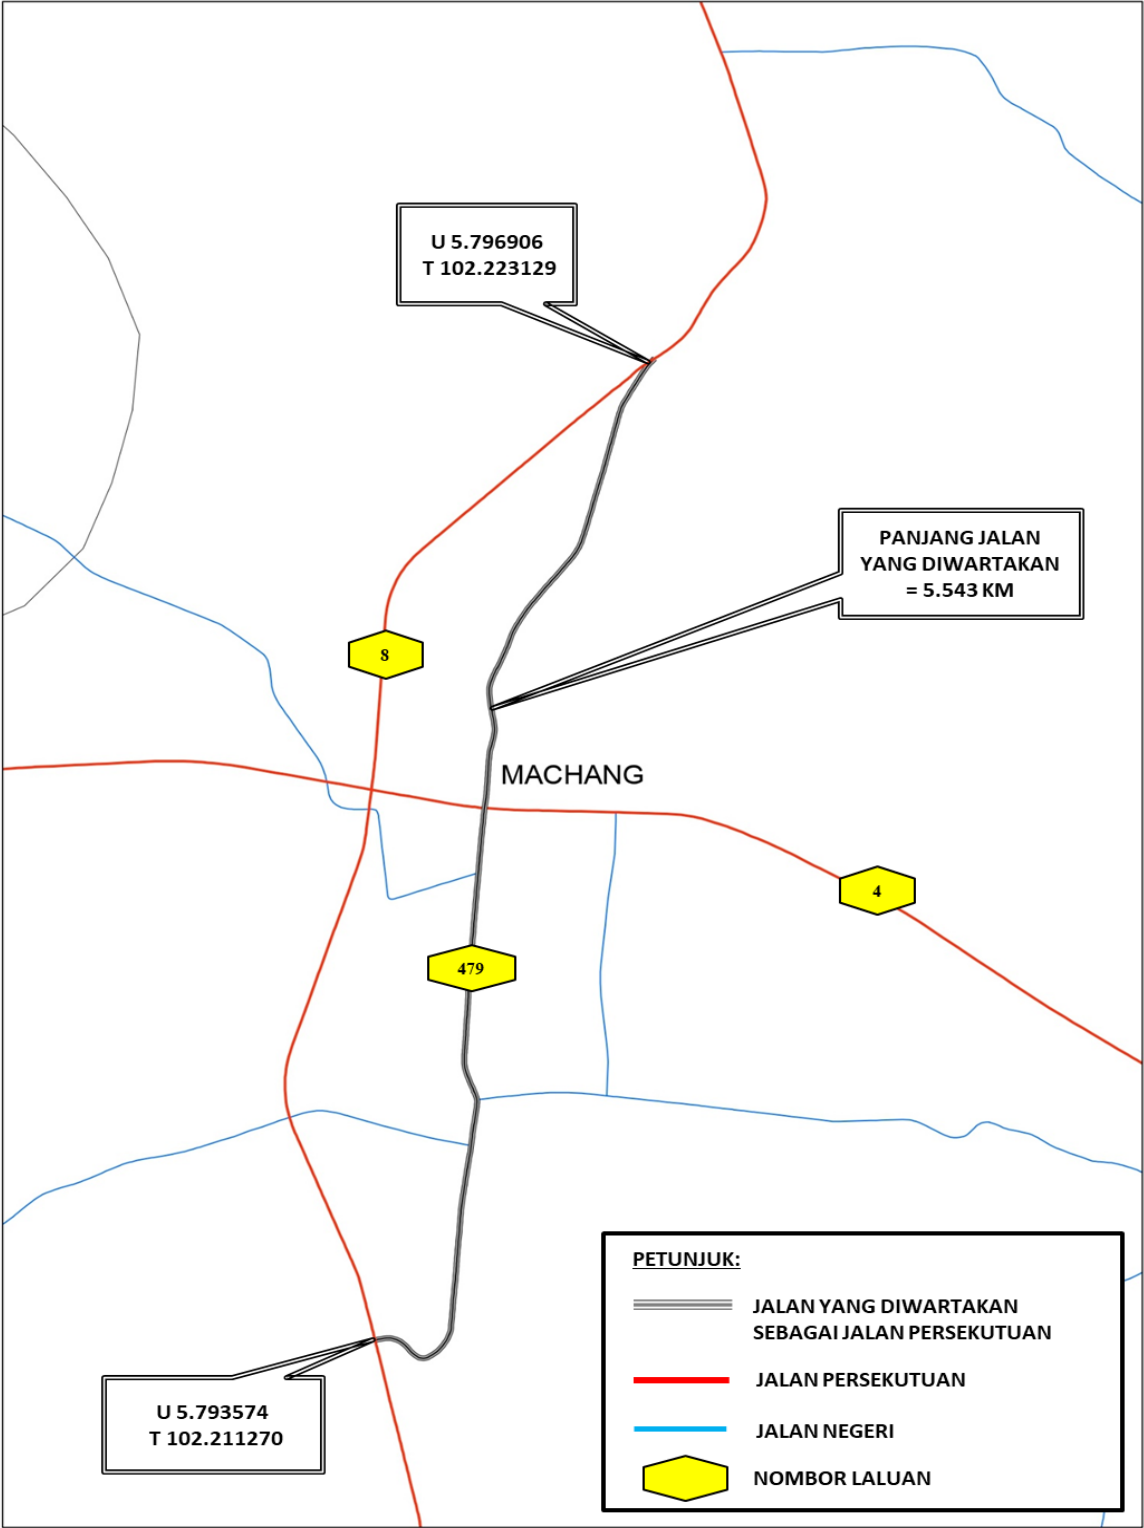 U 5.796906
T 102.223129
PANJANG JALAN
YANG DIWARTAKAN
= 5.543 KM
8
MACHANG
4
479
U 5.793574
T 102.211270
PETUNJUK:
JALAN YANG DIWARTAKAN
SEBAGAI JALAN PERSEKUTUAN
JALAN PERSEKUTUAN
JALAN NEGERI
NOMBOR LALUAN